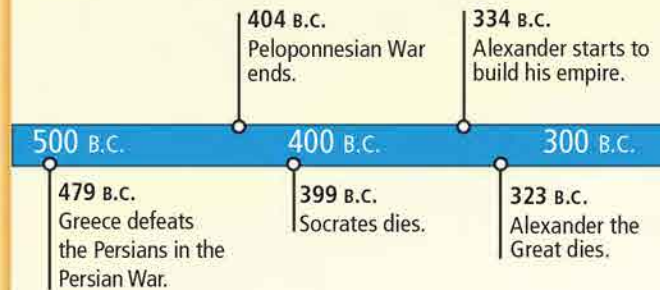 404 B.C.
Peloponnesian War
ends.
334 B.C.
Alexander starts to
build his empire.
500 B.C.
400 B.C.
300 B.C.
479 B.C.
Greece defeats
the Persians in the
Persian War.
399 B.C.
Socrates dies.
323 B.C.
Alexander the
Great dies.